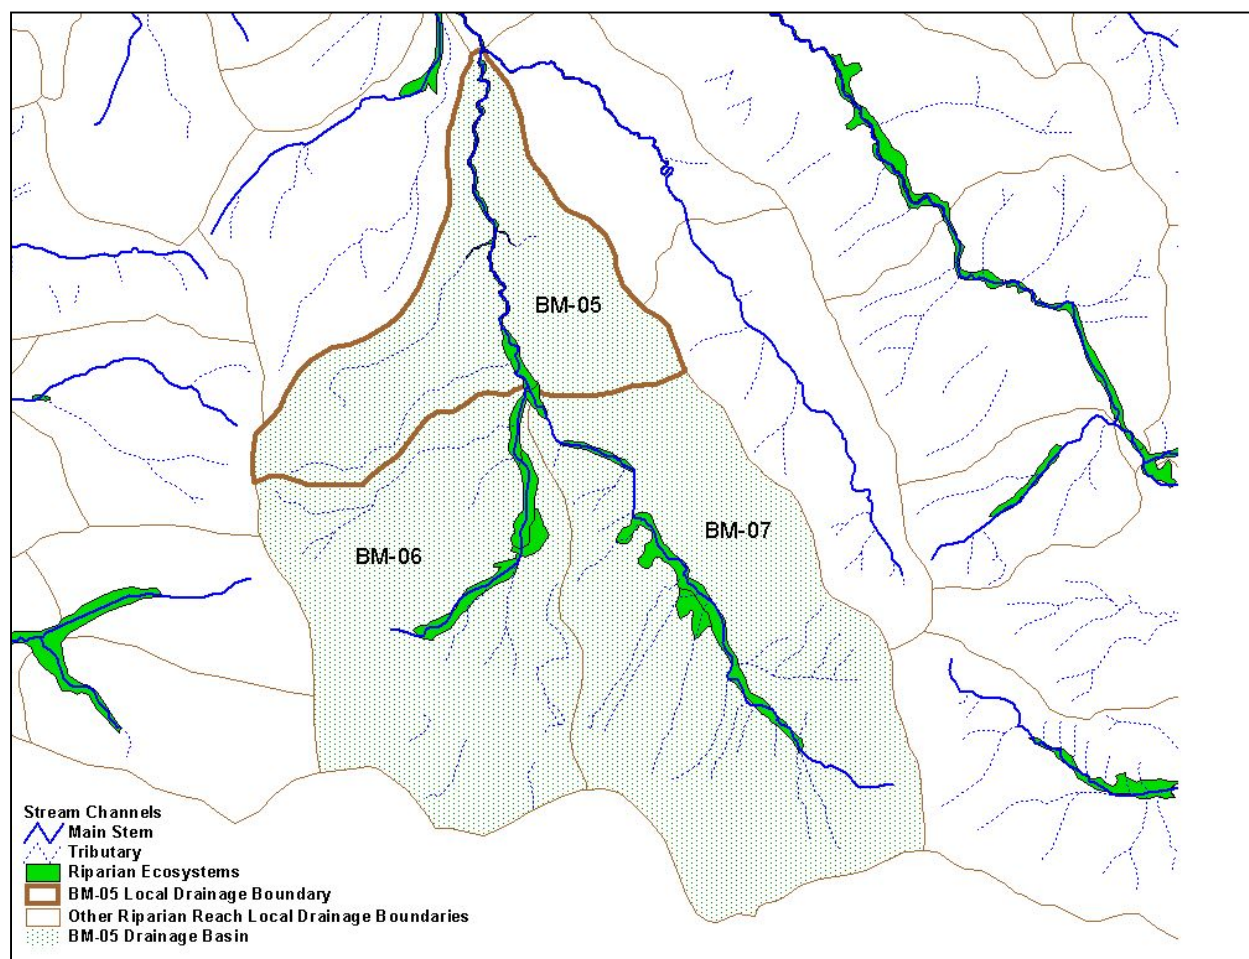 BM-05
BM-07
BM-06
Stream Channels
Main Stem
Tributary
Riparian Ecosystems
BM-05 Local Drainage Boundary
Other Riparian Reach Local Drainage Boundaries
BM-05 Drainage Basin